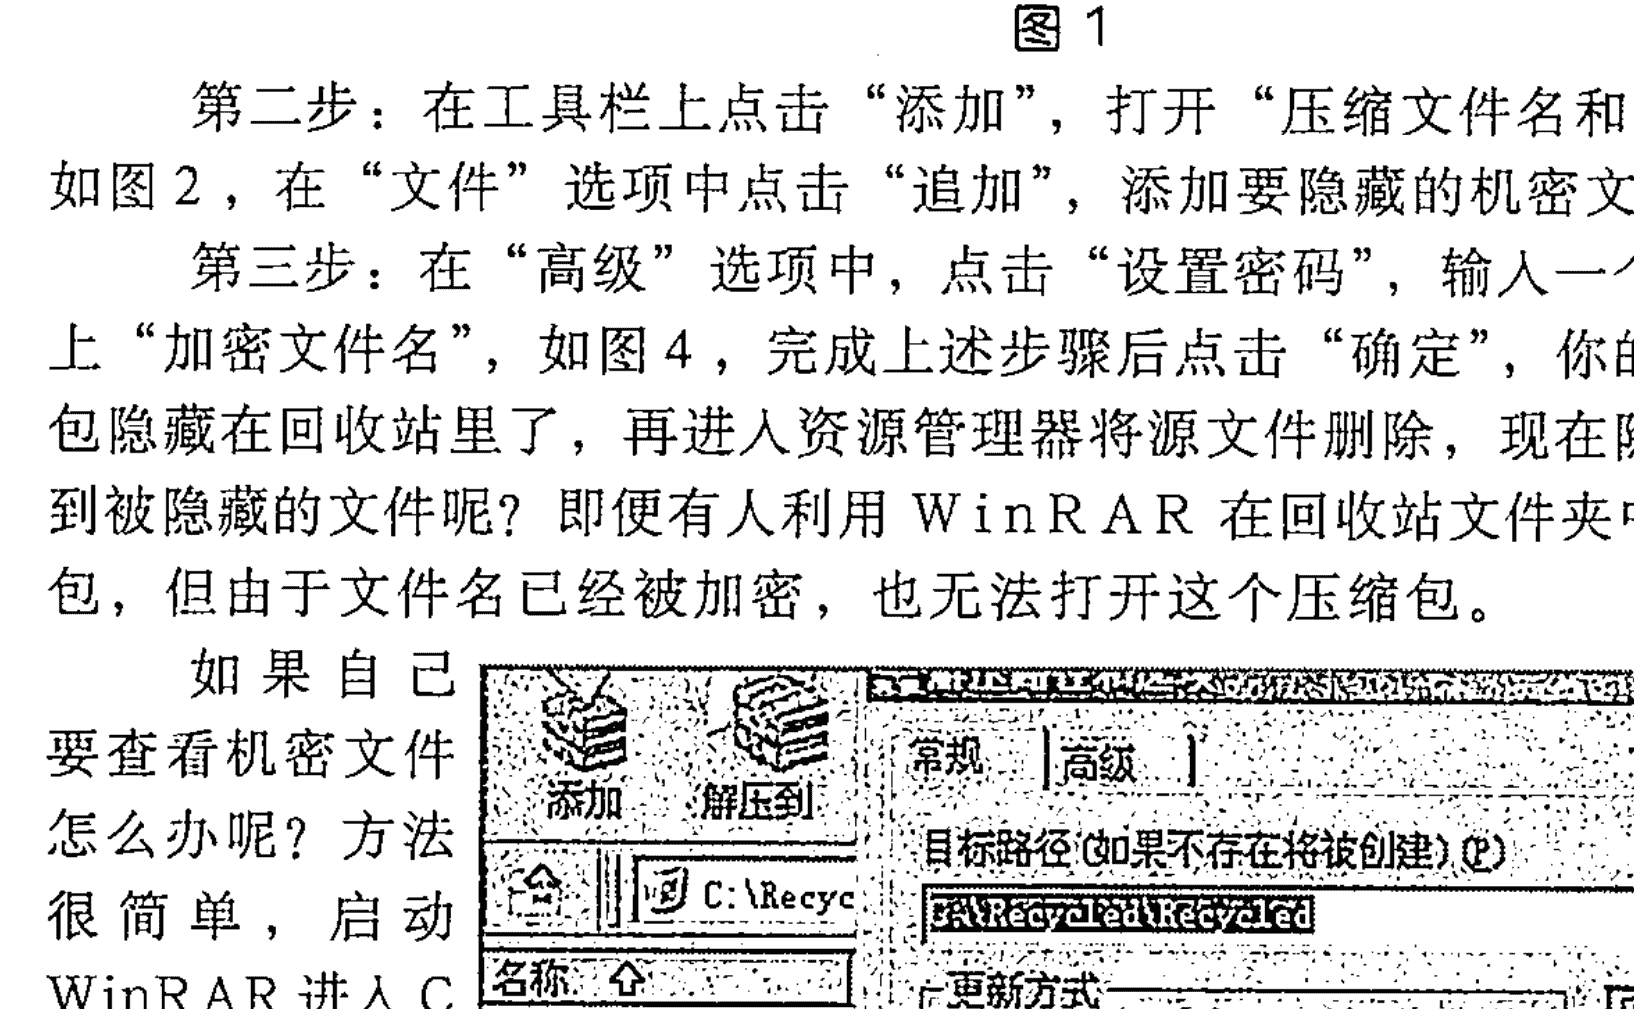 图 1
第二步：在工具栏上点击“添加”，打开“压缩文件名和
如图2，在“文件”选项中点击“追加”，添加要隐藏的机密文
第三步：在“高级”选项中，点击“设置密码”，输入一个
上“加密文件名”，如图4，完成上述步骤后点击“确定”，你的
包隐藏在回收站里了，再进入资源管理器将源文件删除，现在隐
到被隐藏的文件呢？即便有人利用 WinRAR 在回收站文件夹中
包，但由于文件名已经被加密，也无法打开这个压缩包。
如果自己
要查看机密文件
怎么办呢？方法
很简单，启动
WinRAR 进入 C
添加 解压到
C:\Recyc
名称
常规 高级
目标路径(如果不存在将被创建)(P)
C:\Recycled\Recycled
更新方式